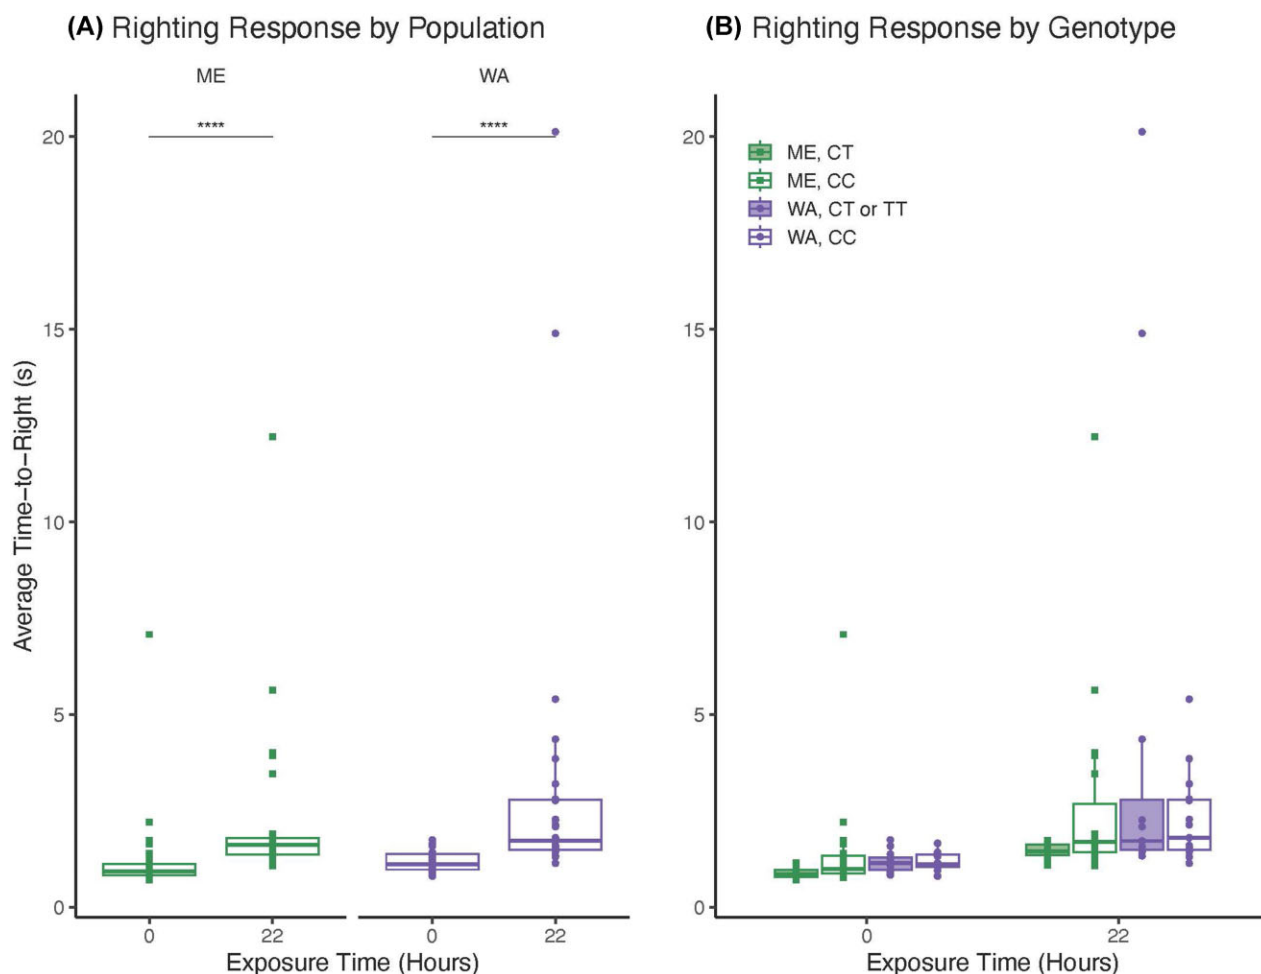 (A) Righting Response by Population
ME
WA
****
****
20
15
10
5
0
Average Time-to-Right (s)
0
22
0
22
Exposure Time (Hours)
(B) Righting Response by Genotype
ME, CT
ME, CC
WA, CT or TT
WA, CC
20
15
10
5
0
0
22
Exposure Time (Hours)